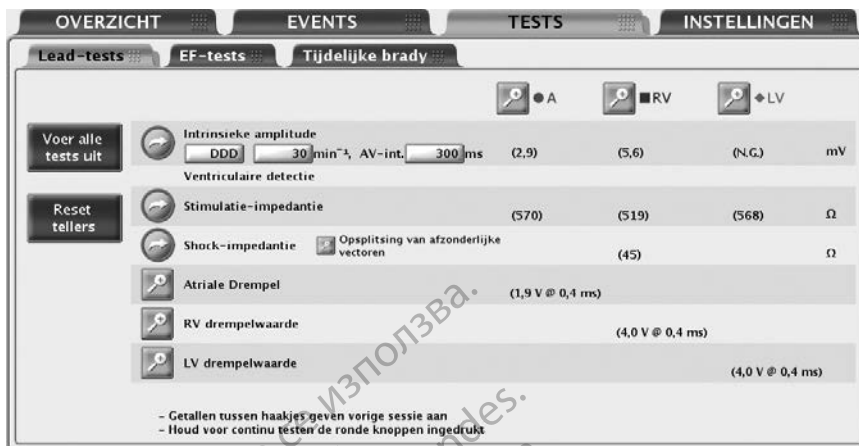 OVERZICHT EVENTS TESTS INSTELLINGEN
Lead-tests EF-tests Tijdelijke brady
A RV LV
Voer alle tests uit
Intrinsieke amplitude
DDD 30 min⁻¹, AV-int. 300 ms (2,9) (5,6) (N.G.) mV
Ventriculaire detectie
Reset tellers
Stimulatie-impedantie (570) (519) (568) Ω
Shock-impedantie Opsplitsing van afzonderlijke vectoren (45) Ω
Atriale Drempel (1,9 V @ 0,4 ms)
RV drempelwaarde (4,0 V @ 0,4 ms)
LV drempelwaarde (4,0 V @ 0,4 ms)
- Getallen tussen haakjes geven vorige sessie aan
- Houd voor continu testen de ronde knoppen ingedrukt
се използва.